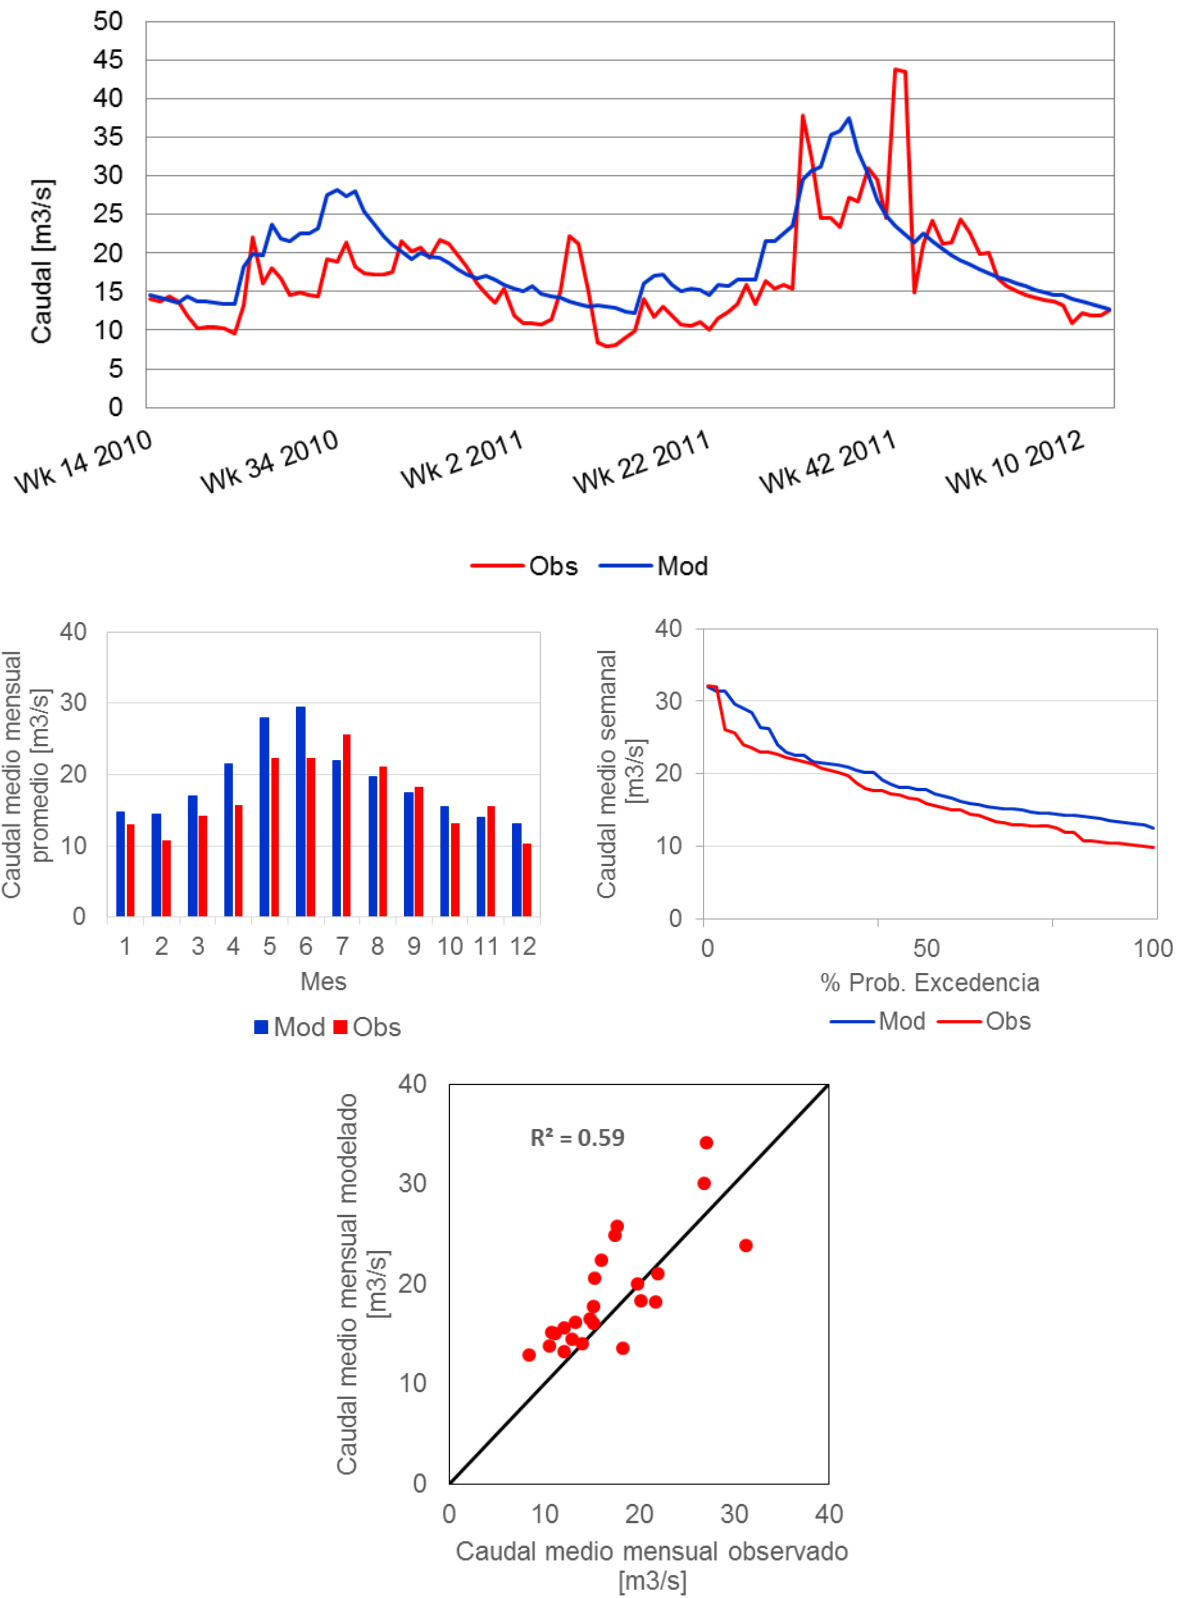 50
45
40
35
30
25
20
15
10
5
0
Caudal [m3/s]
Wk 14 2010
Wk 34 2010
Wk 2 2011
Wk 22 2011
Wk 42 2011
Wk 10 2012
Obs Mod
Caudal medio mensual
promedio [m3/s]
40
30
20
10
0
1 2 3 4 5 6 7 8 9 10 11 12
Mes
Mod Obs
Caudal medio semanal
[m3/s]
40
30
20
10
0
0 50 100
% Prob. Excedencia
Mod Obs
Caudal medio mensual modelado
[m3/s]
40
30
20
10
0
R² = 0.59
0 10 20 30 40
Caudal medio mensual observado
[m3/s]